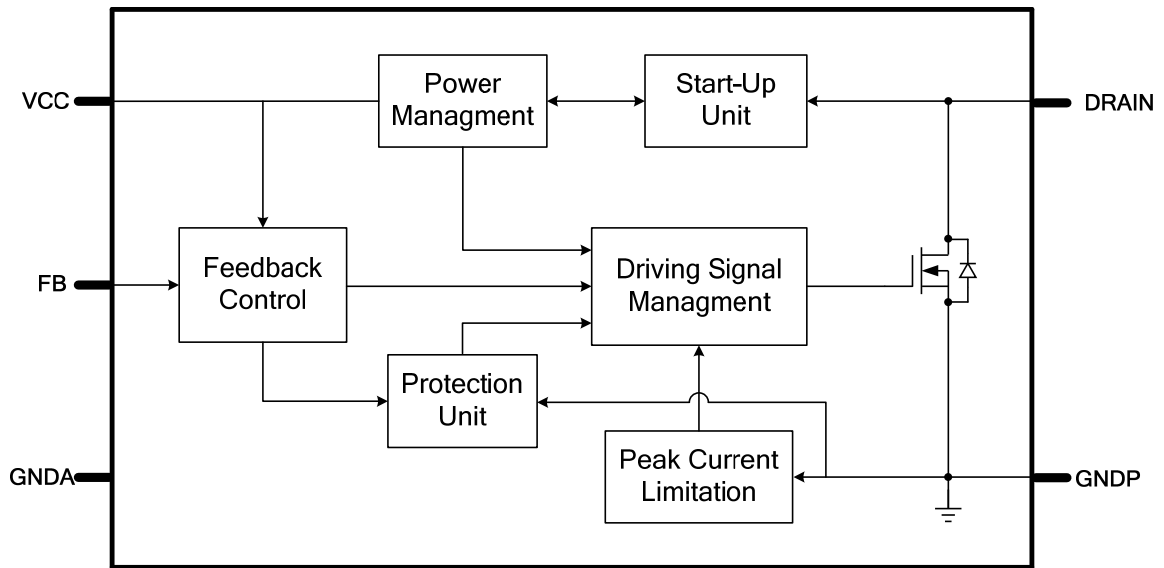 VCC
Power
Managment
Start-Up
Unit
DRAIN
FB
Feedback
Control
Driving Signal
Managment
Protection
Unit
GNDA
Peak Current
Limitation
GNDP